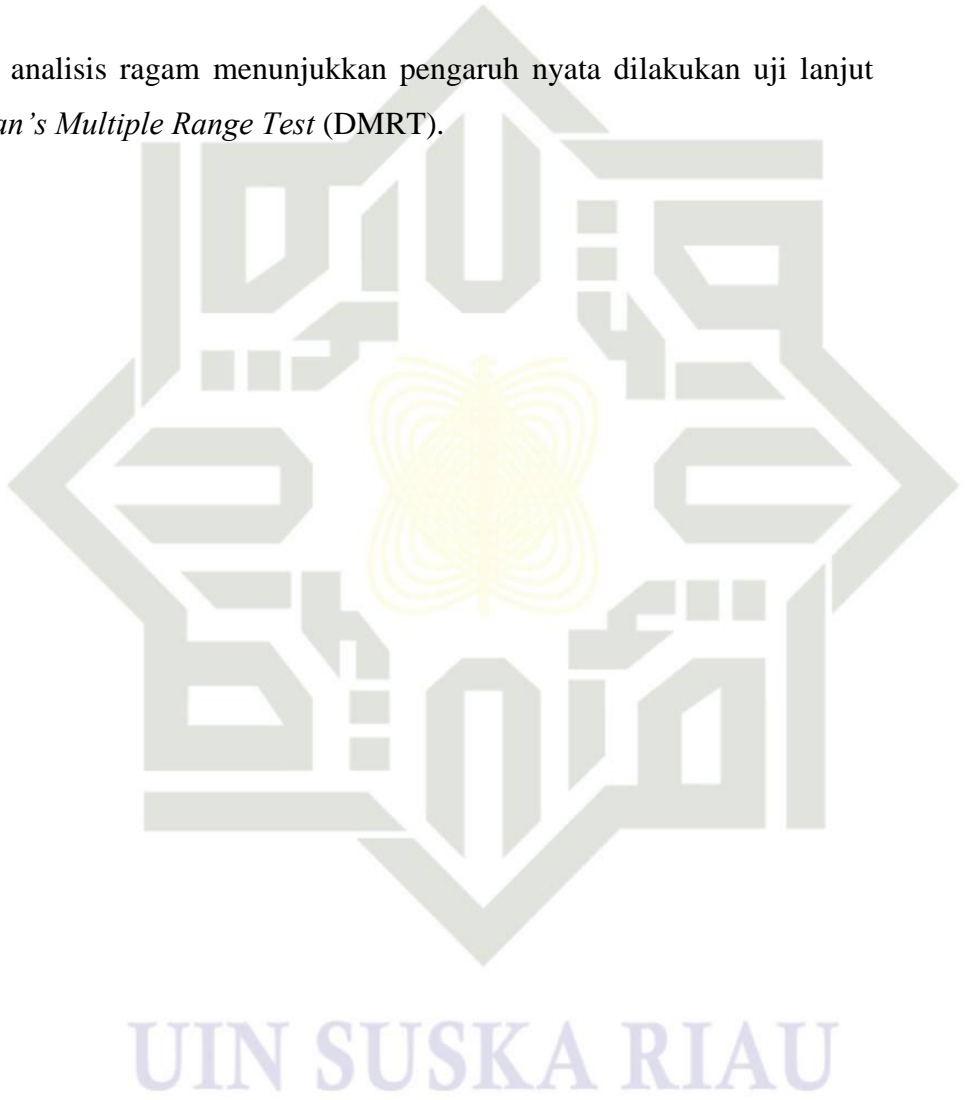 analisis ragam menunjukkan pengaruh nyata dilakukan uji lanjut
an's Multiple Range Test (DMRT).
UIN SUSKA RIAU